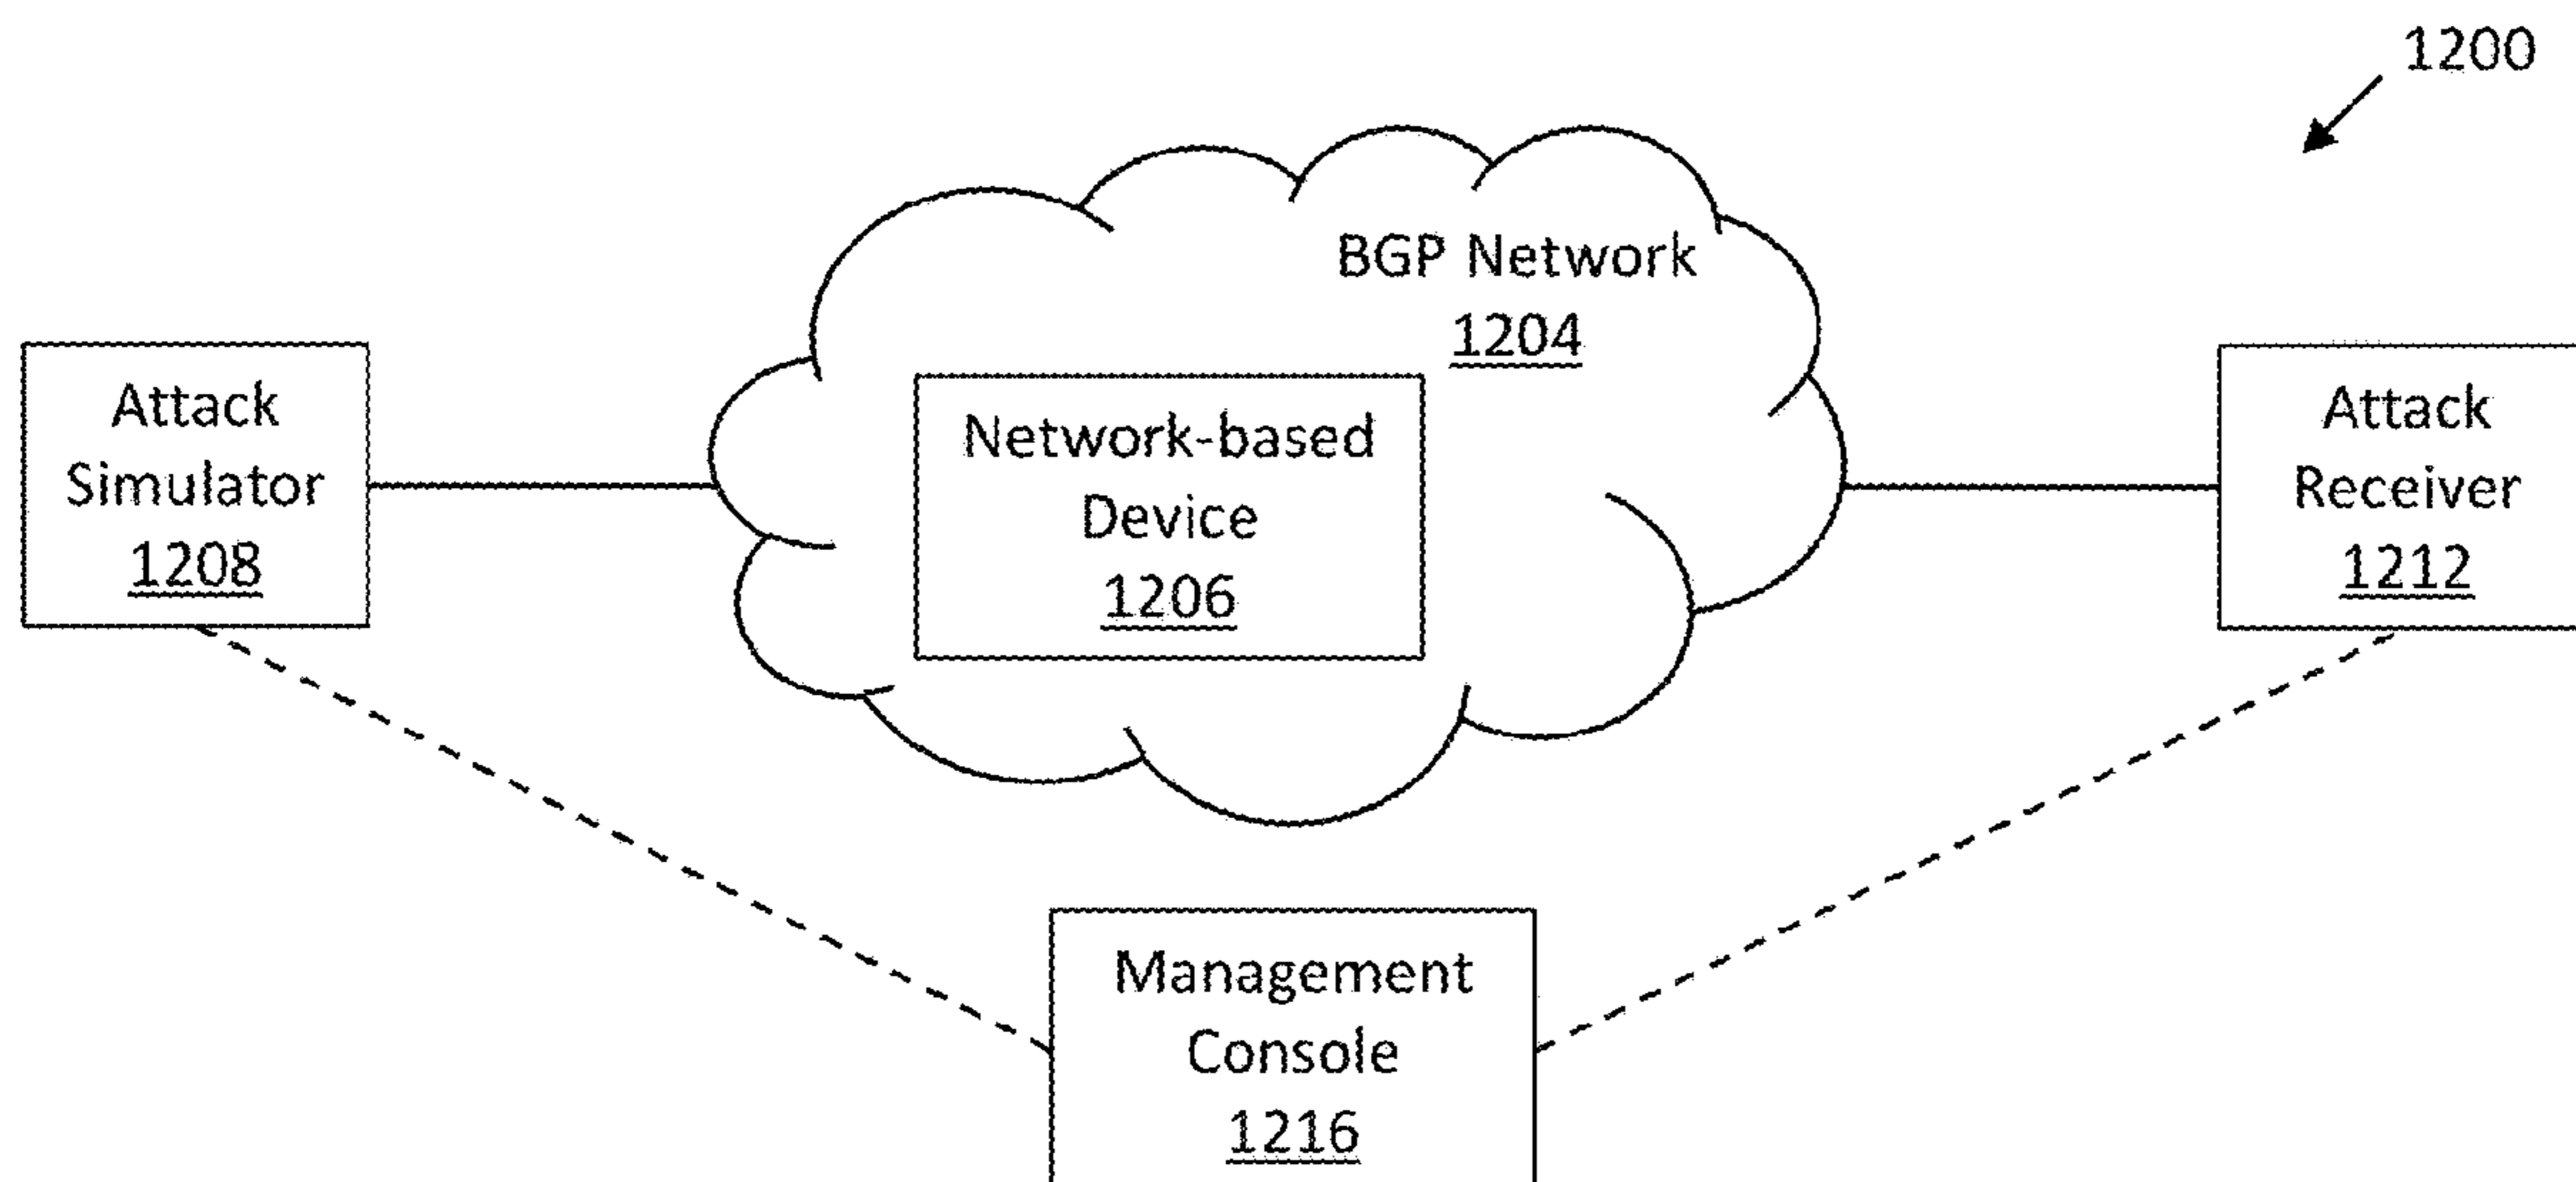 1200
BGP Network
1204
Attack
Simulator
1208
Network-based
Device
1206
Attack
Receiver
1212
Management
Console
1216